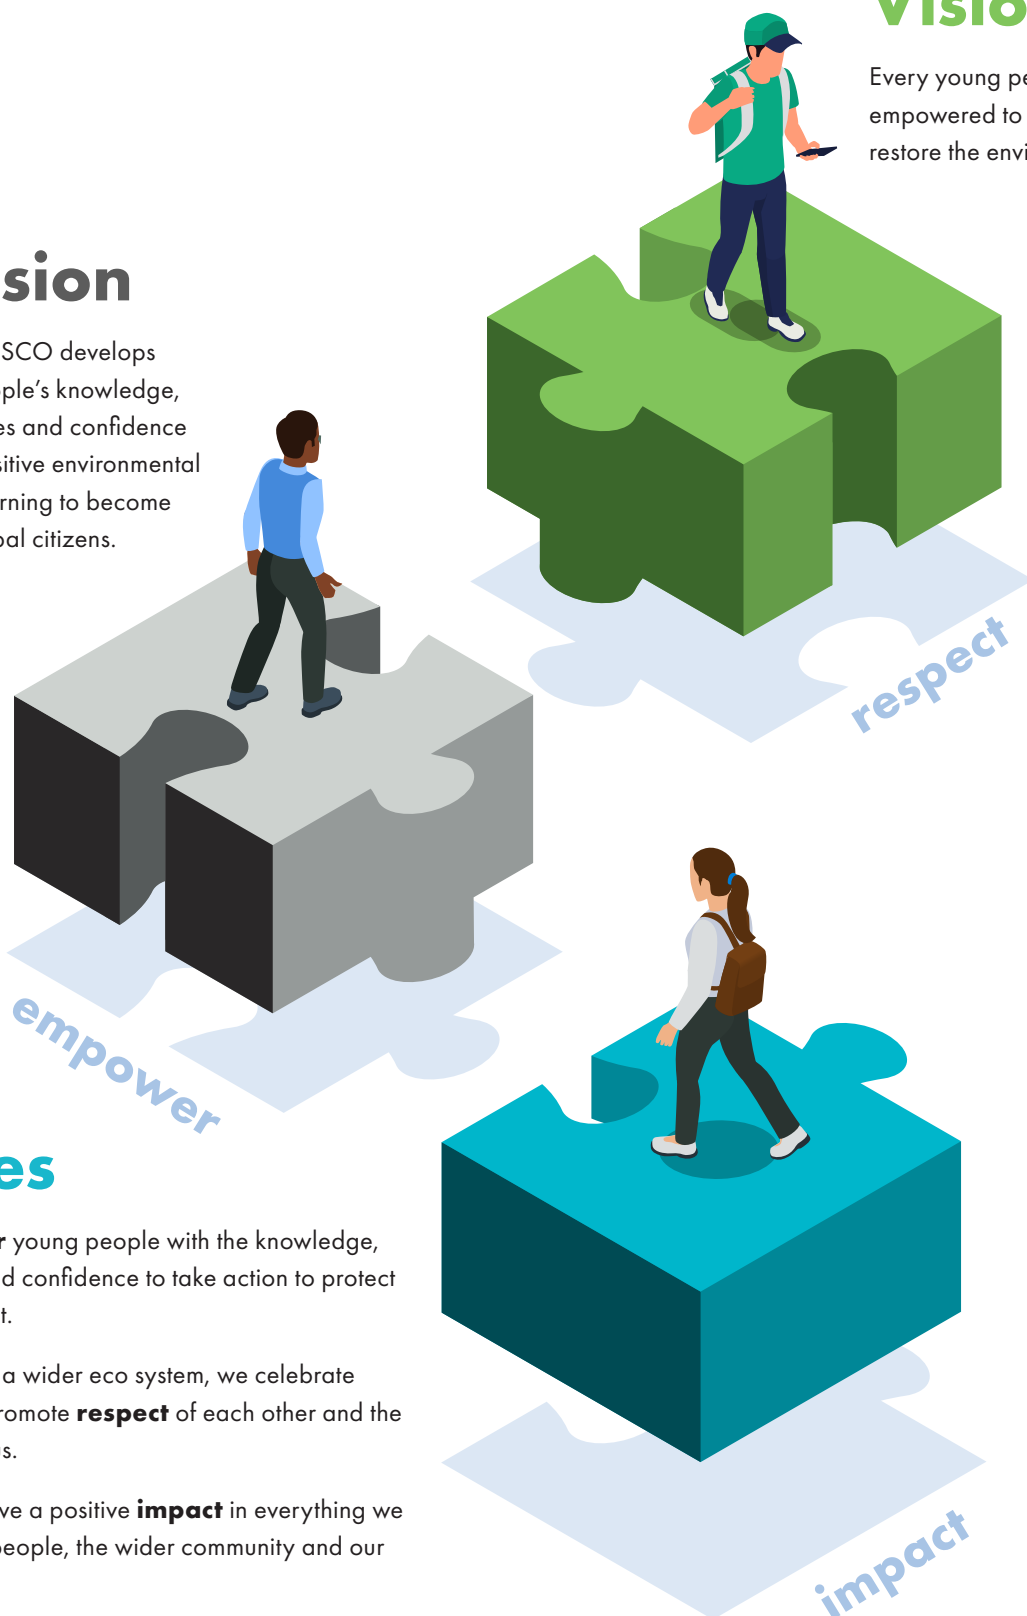 Visio
Every young pe
empowered to
restore the envi
sion
SCO develops
ple’s knowledge,
es and confidence
sitive environmental
rning to become
bal citizens.
respect
empower
es
r young people with the knowledge,
d confidence to take action to protect
t.
a wider eco system, we celebrate
romote respect of each other and the
us.
ve a positive impact in everything we
people, the wider community and our
impact